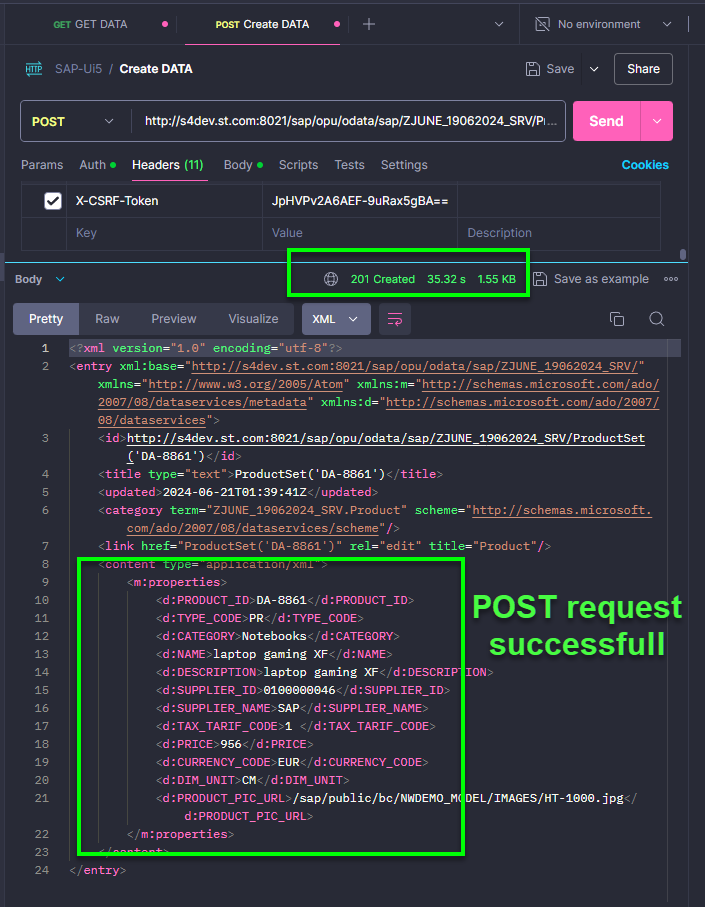 GET GET DATA
POST Create DATA
No environment
HTTP SAP-Ui5 / Create DATA
Save
Share
POST
http://s4dev.st.com:8021/sap/opu/odata/sap/ZJUNE_19062024_SRV/Pr...
Send
Params Auth Headers (11) Body Scripts Tests Settings Cookies
X-CSRF-Token JpHVPv2A6AEF-9uRax5gBA==
Key Value Description
Body
201 Created 35.32 s 1.55 KB
Save as example
Pretty Raw Preview Visualize XML
1 <?xml version="1.0" encoding="utf-8"?>
2 <entry xml:base="http://s4dev.st.com:8021/sap/opu/odata/sap/ZJUNE_19062024_SRV/"
xmlns="http://www.w3.org/2005/Atom" xmlns:m="http://schemas.microsoft.com/ado/
2007/08/dataservices/metadata" xmlns:d="http://schemas.microsoft.com/ado/2007/
08/dataservices">
3 <id>http://s4dev.st.com:8021/sap/opu/odata/sap/ZJUNE_19062024_SRV/ProductSet
('DA-8861')</id>
4 <title type="text">ProductSet('DA-8861')</title>
5 <updated>2024-06-21T01:39:41Z</updated>
6 <category term="ZJUNE_19062024_SRV.Product" scheme="http://schemas.microsoft.
com/ado/2007/08/dataservices/scheme"/>
7 <link href="ProductSet('DA-8861')" rel="edit" title="Product"/>
8 <content type="application/xml">
9 <m:properties>
10 <d:PRODUCT_ID>DA-8861</d:PRODUCT_ID>
11 <d:TYPE_CODE>PR</d:TYPE_CODE>
12 <d:CATEGORY>Notebooks</d:CATEGORY>
13 <d:NAME>laptop gaming XF</d:NAME>
14 <d:DESCRIPTION>laptop gaming XF</d:DESCRIPTION>
15 <d:SUPPLIER_ID>0100000046</d:SUPPLIER_ID>
16 <d:SUPPLIER_NAME>SAP</d:SUPPLIER_NAME>
17 <d:TAX_TARIF_CODE>1 </d:TAX_TARIF_CODE>
18 <d:PRICE>956</d:PRICE>
19 <d:CURRENCY_CODE>EUR</d:CURRENCY_CODE>
20 <d:DIM_UNIT>CM</d:DIM_UNIT>
21 <d:PRODUCT_PIC_URL>/sap/public/bc/NWDEMO_MODEL/IMAGES/HT-1000.jpg</
d:PRODUCT_PIC_URL>
22 </m:properties>
23 </content>
24 </entry>
POST request
successfull